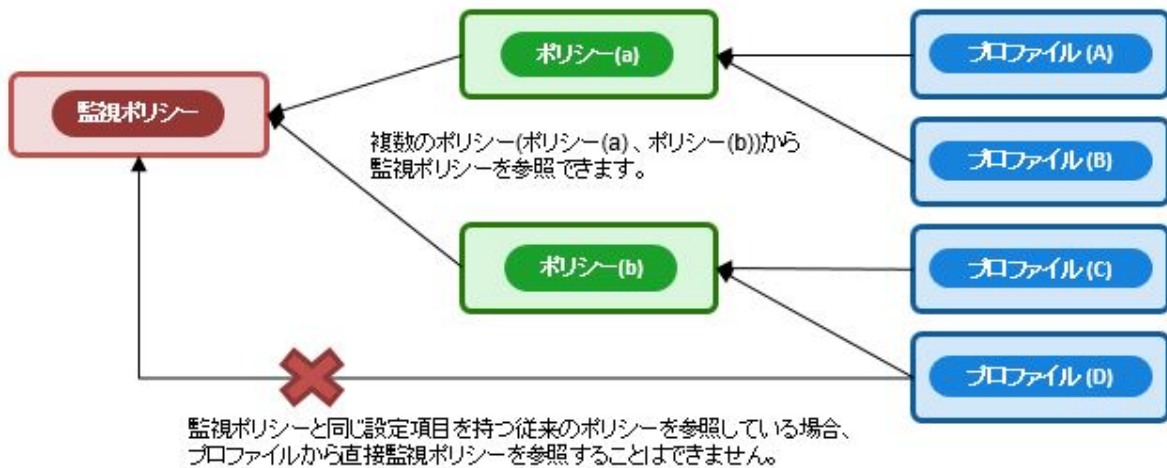 ポリシー(a)
プロファイル(A)
監視ポリシー
複数のポリシー(ポリシー(a)、ポリシー(b))から
監視ポリシーを参照できます。
プロファイル(B)
ポリシー(b)
プロファイル(C)
プロファイル(D)
監視ポリシーと同じ設定項目を持つ従来のポリシーを参照している場合、
プロファイルから直接監視ポリシーを参照することはできません。